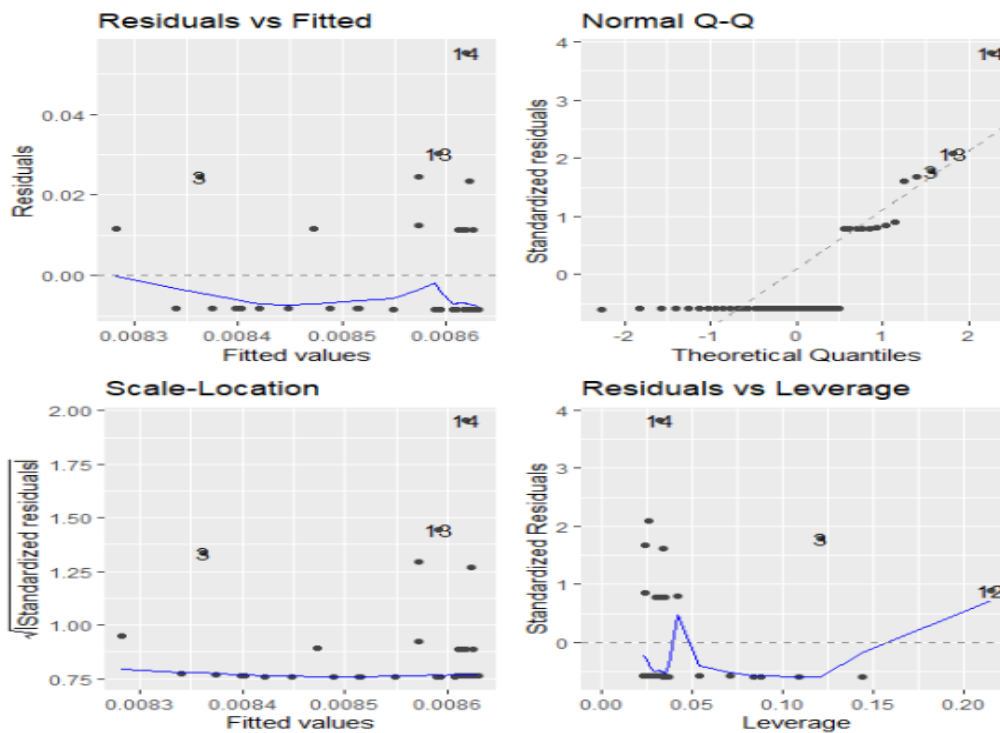 Residuals vs Fitted
14
0.04
13
3
0.02
0.00
Residuals
0.0083 0.0084 0.0085 0.0086
Fitted values
Normal Q-Q
4
14
3
13
2
3
1
0
Standardized residuals
-2 -1 0 1 2
Theoretical Quantiles
Scale-Location
2.00
14
1.75
1.50
13
3
1.25
1.00
0.75
√|Standardized residuals|
0.0083 0.0084 0.0085 0.0086
Fitted values
Residuals vs Leverage
4
14
3
2
3
1
12
0
Standardized Residuals
0.00 0.05 0.10 0.15 0.20
Leverage